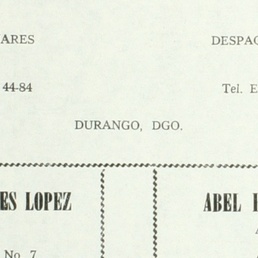 ARES
DESPAC
44-84
Tel. E
DURANGO, DGO.
ES LOPEZ
ABEL
No. 7